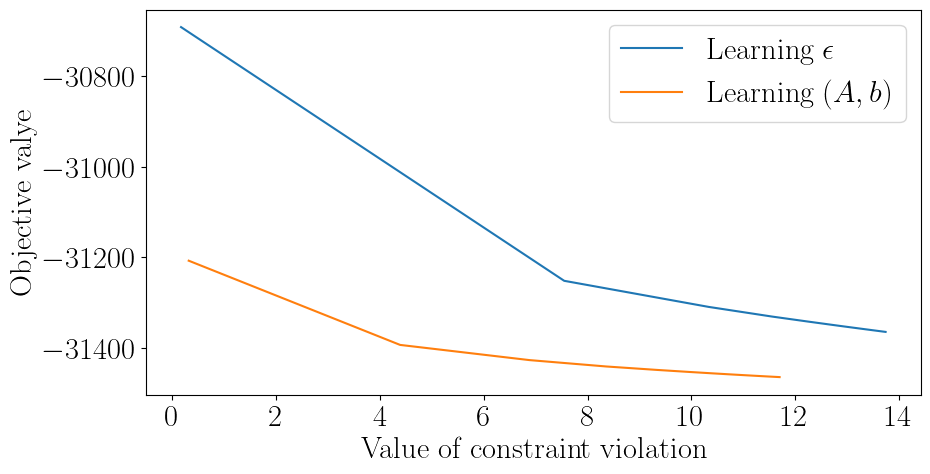 Learning ϵ
Learning (A, b)
Objective valye
−30800
−31000
−31200
−31400
0 2 4 6 8 10 12 14
Value of constraint violation